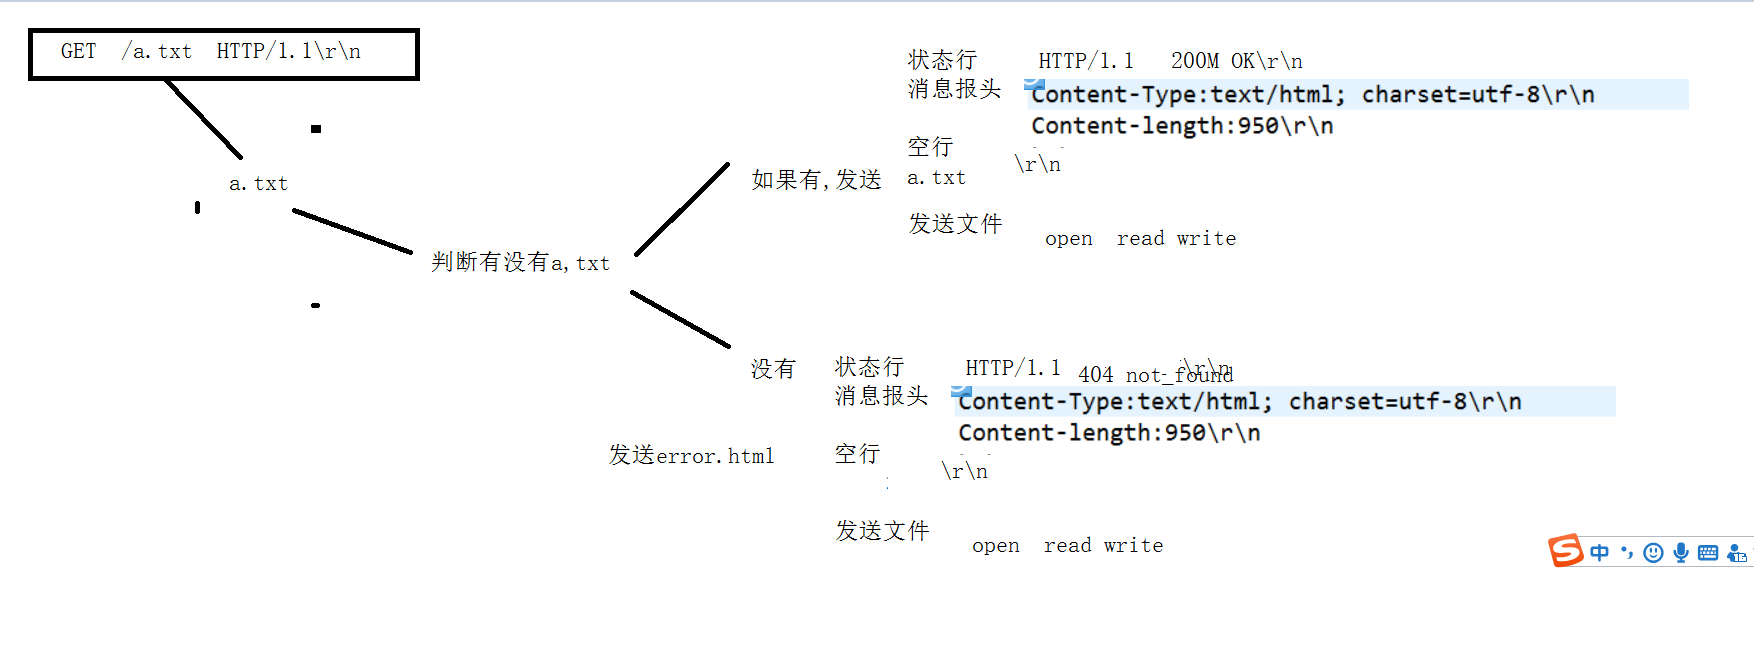 GET  /a.txt  HTTP/1.1\r\n
a.txt
判断有没有a,txt
如果有,发送
状态行  HTTP/1.1  200M OK\r\n
消息报头  Content-Type:text/html; charset=utf-8\r\n
Content-length:950\r\n
空行  \r\n
a.txt
发送文件  open  read write
没有
状态行  HTTP/1.1  404 not_found  \r\n
消息报头  Content-Type:text/html; charset=utf-8\r\n
Content-length:950\r\n
发送error.html
空行  \r\n
发送文件  open  read write
中